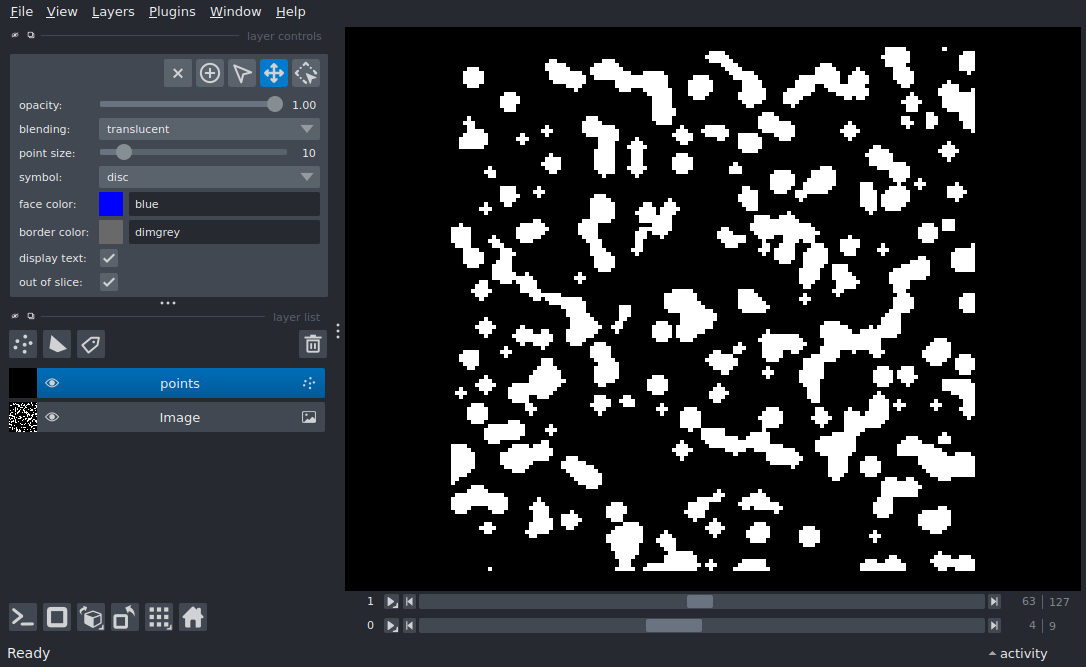 File View Layers Plugins Window Help
layer controls
opacity: 1.00
blending: translucent
point size: 10
symbol: disc
face color: blue
border color: dimgrey
display text:
out of slice:
layer list
points
Image
1 63 127
0 4 9
Ready activity